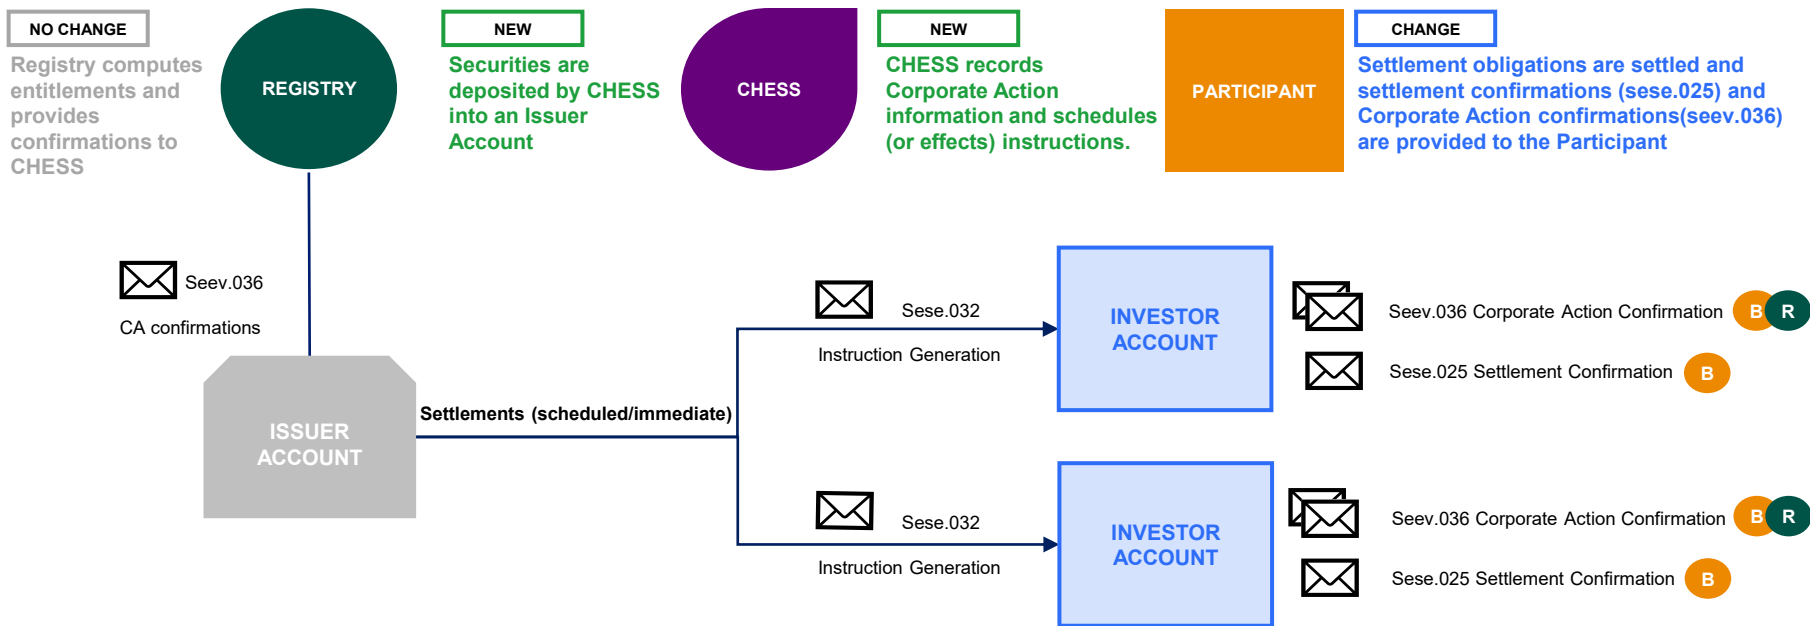 NO CHANGE
Registry computes
entitlements and
provides
confirmations to
CHESS
REGISTRY
NEW
Securities are
deposited by CHESS
into an Issuer
Account
CHESS
NEW
CHESS records
Corporate Action
information and schedules
(or effects) instructions.
PARTICIPANT
CHANGE
Settlement obligations are settled and
settlement confirmations (sese.025) and
Corporate Action confirmations(seev.036)
are provided to the Participant
Seev.036
CA confirmations
ISSUER
ACCOUNT
Settlements (scheduled/immediate)
Sese.032
Instruction Generation
INVESTOR
ACCOUNT
Seev.036 Corporate Action Confirmation B R
Sese.025 Settlement Confirmation B
Sese.032
Instruction Generation
INVESTOR
ACCOUNT
Seev.036 Corporate Action Confirmation B R
Sese.025 Settlement Confirmation B